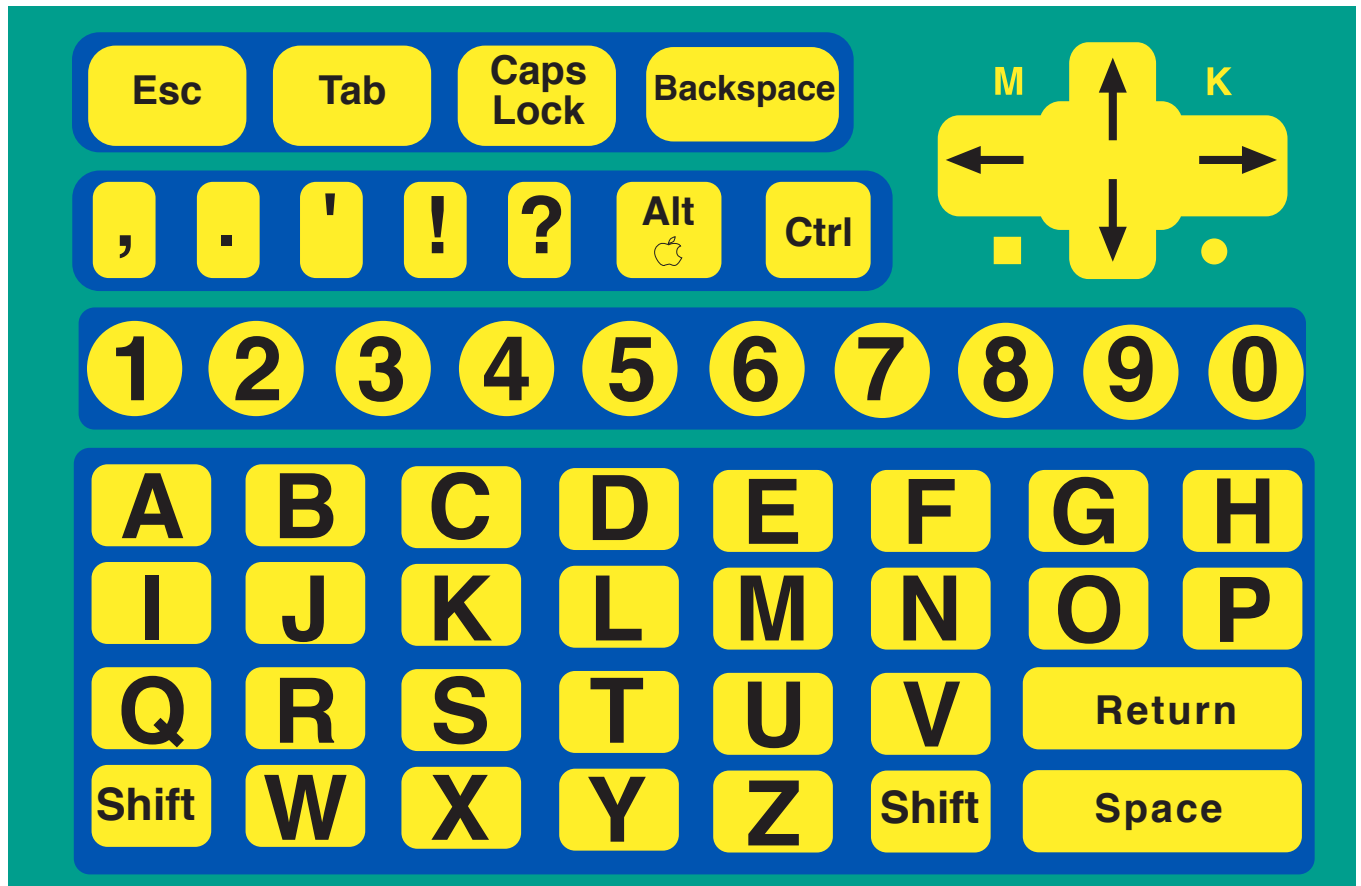 Esc Tab Caps Lock Backspace
M ↑ K
← →
■ ↓ ●
, . ' ! ? Alt Ctrl
1 2 3 4 5 6 7 8 9 0
A B C D E F G H
I J K L M N O P
Q R S T U V Return
Shift W X Y Z Shift Space